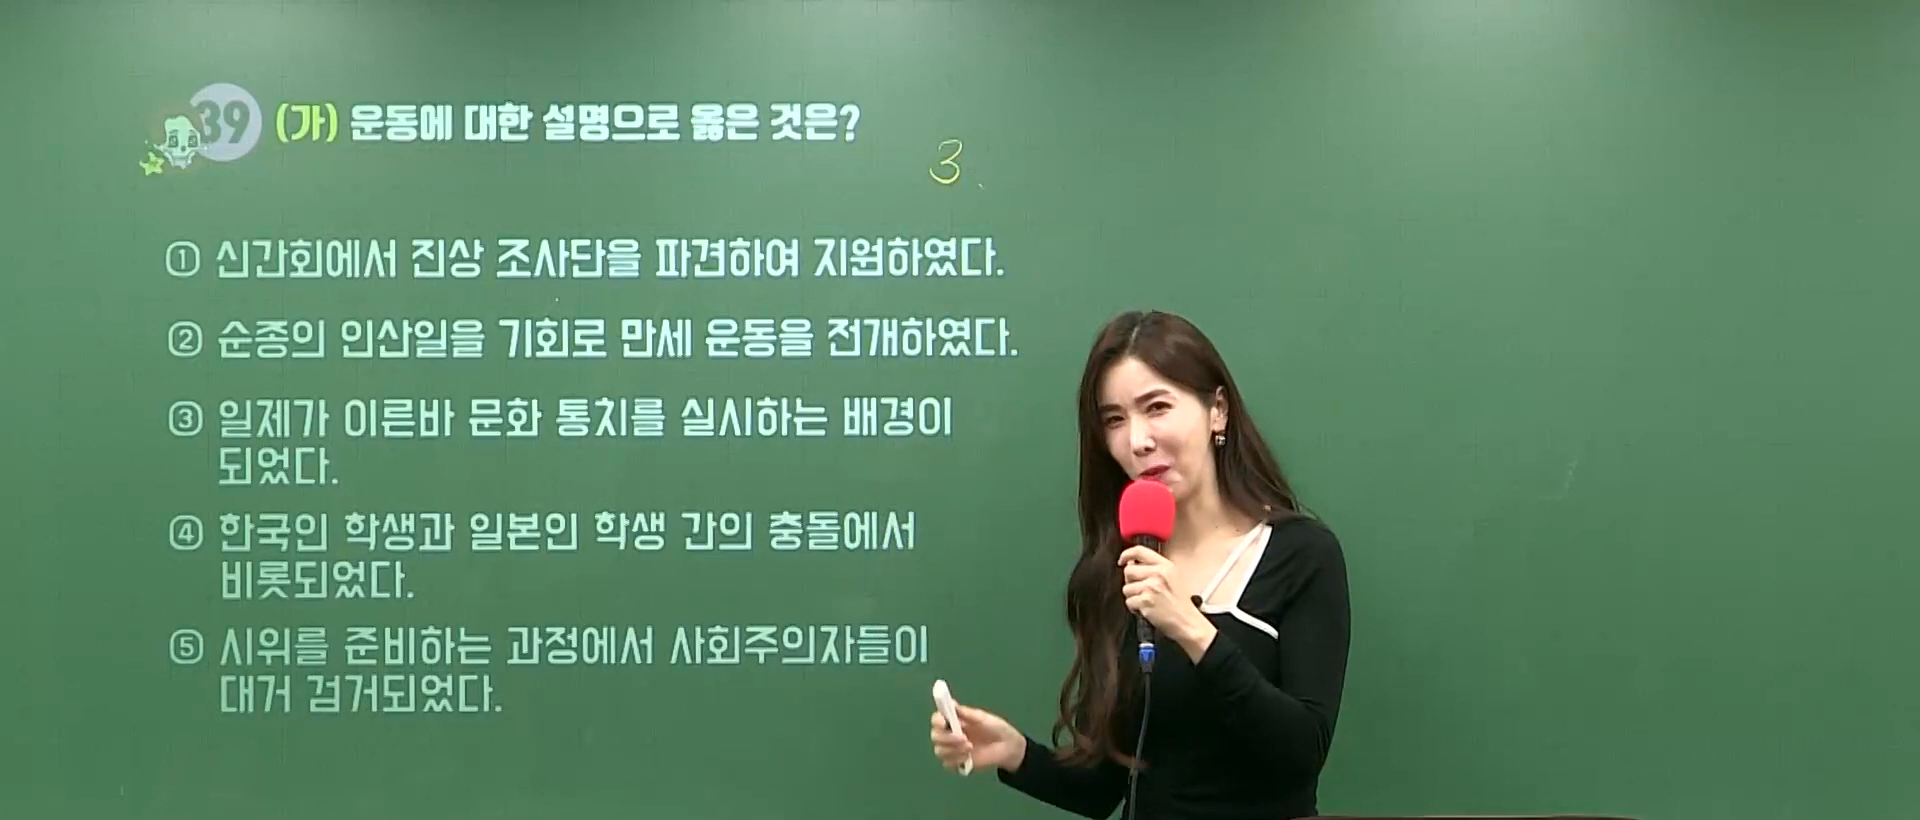 39 (가) 운동에 대한 설명으로 옳은 것은?
3
① 신간회에서 진상 조사단을 파견하여 지원하였다.
② 순종의 인산일을 기회로 만세 운동을 전개하였다.
③ 일제가 이른바 문화 통치를 실시하는 배경이
되었다.
④ 한국인 학생과 일본인 학생 간의 충돌에서
비롯되었다.
⑤ 시위를 준비하는 과정에서 사회주의자들이
대거 검거되었다.